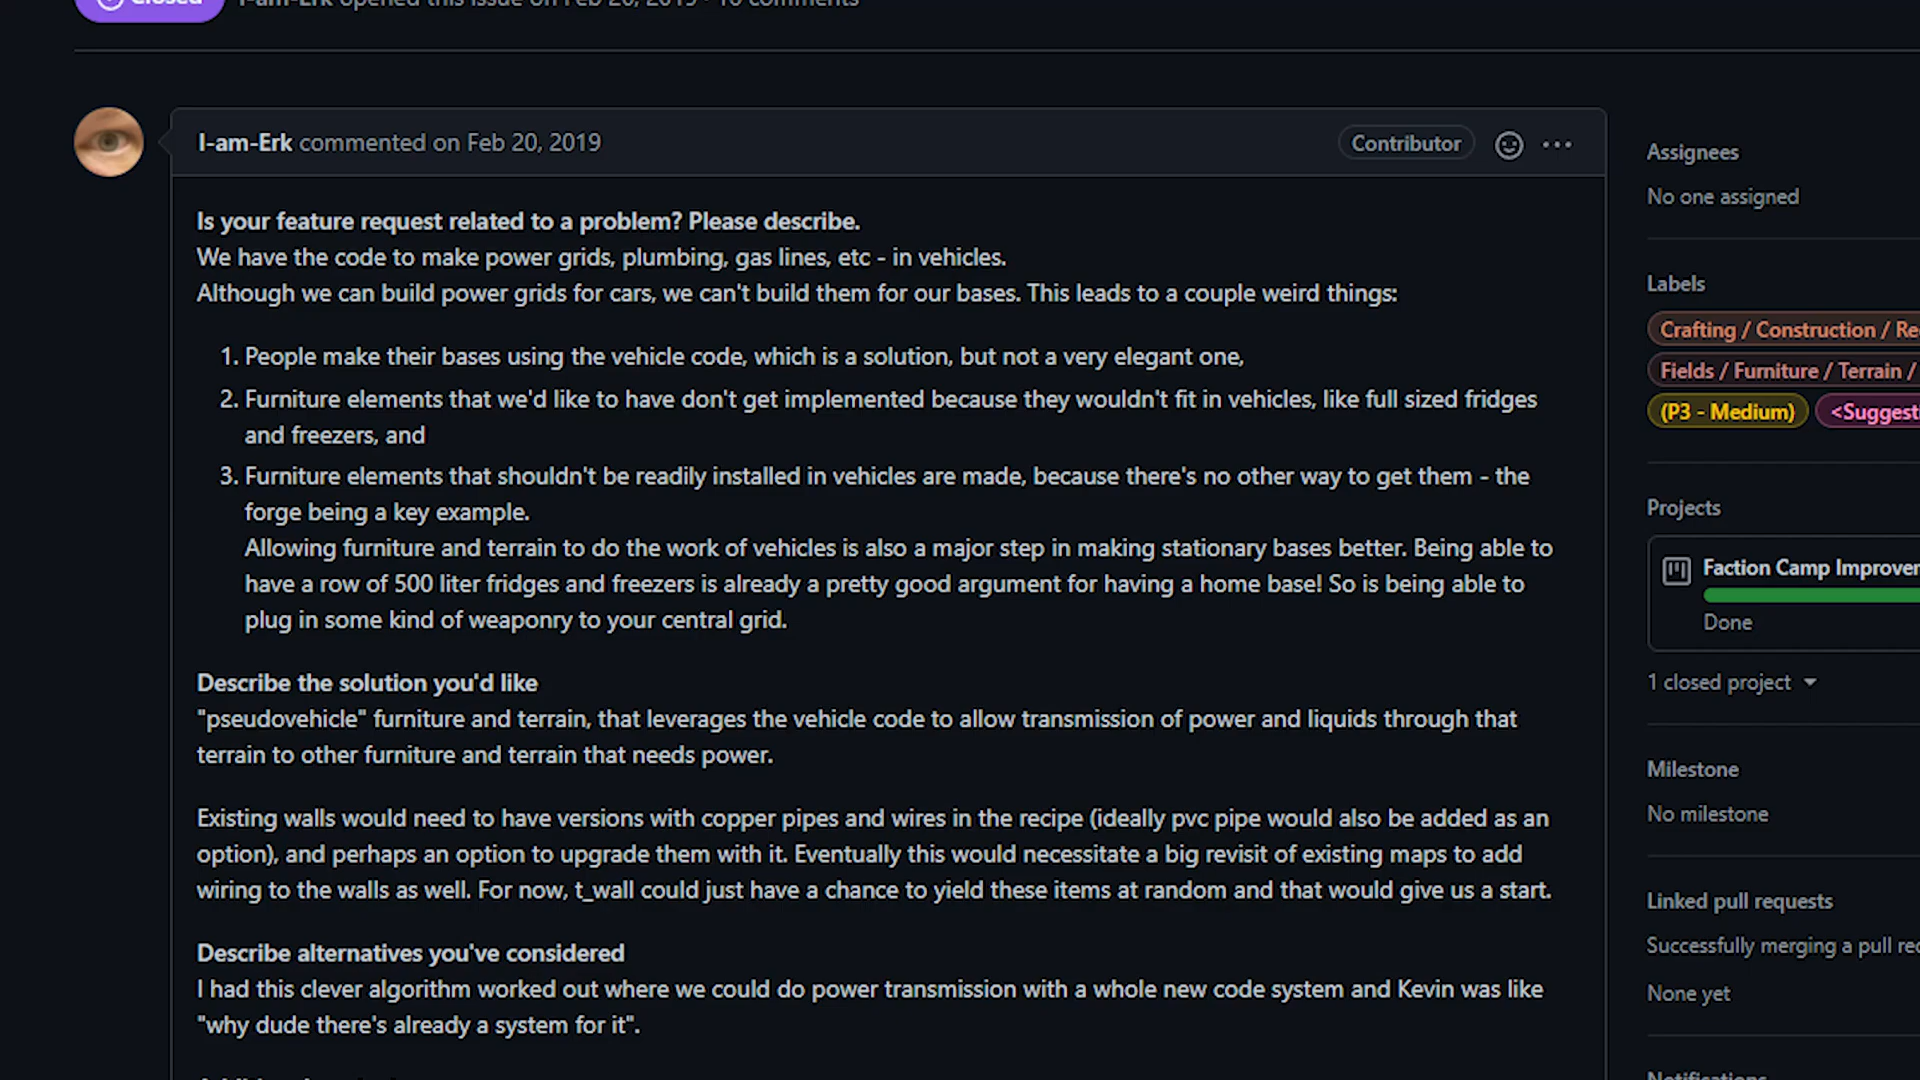 Closed I-am-Erk opened this issue on Feb 20, 2019 · 16 comments
I-am-Erk commented on Feb 20, 2019
Contributor
Is your feature request related to a problem? Please describe.
We have the code to make power grids, plumbing, gas lines, etc - in vehicles.
Although we can build power grids for cars, we can't build them for our bases. This leads to a couple weird things:
1. People make their bases using the vehicle code, which is a solution, but not a very elegant one,
2. Furniture elements that we'd like to have don't get implemented because they wouldn't fit in vehicles, like full sized fridges
and freezers, and
3. Furniture elements that shouldn't be readily installed in vehicles are made, because there's no other way to get them - the
forge being a key example.
Allowing furniture and terrain to do the work of vehicles is also a major step in making stationary bases better. Being able to
have a row of 500 liter fridges and freezers is already a pretty good argument for having a home base! So is being able to
plug in some kind of weaponry to your central grid.
Describe the solution you'd like
"pseudovehicle" furniture and terrain, that leverages the vehicle code to allow transmission of power and liquids through that
terrain to other furniture and terrain that needs power.
Existing walls would need to have versions with copper pipes and wires in the recipe (ideally pvc pipe would also be added as an
option), and perhaps an option to upgrade them with it. Eventually this would necessitate a big revisit of existing maps to add
wiring to the walls as well. For now, t_wall could just have a chance to yield these items at random and that would give us a start.
Describe alternatives you've considered
I had this clever algorithm worked out where we could do power transmission with a whole new code system and Kevin was like
"why dude there's already a system for it".
Assignees
No one assigned
Labels
Crafting / Construction / Re
Fields / Furniture / Terrain /
(P3 - Medium) <Suggest
Projects
Faction Camp Improve
Done
1 closed project
Milestone
No milestone
Linked pull requests
Successfully merging a pull re
None yet
Notifications